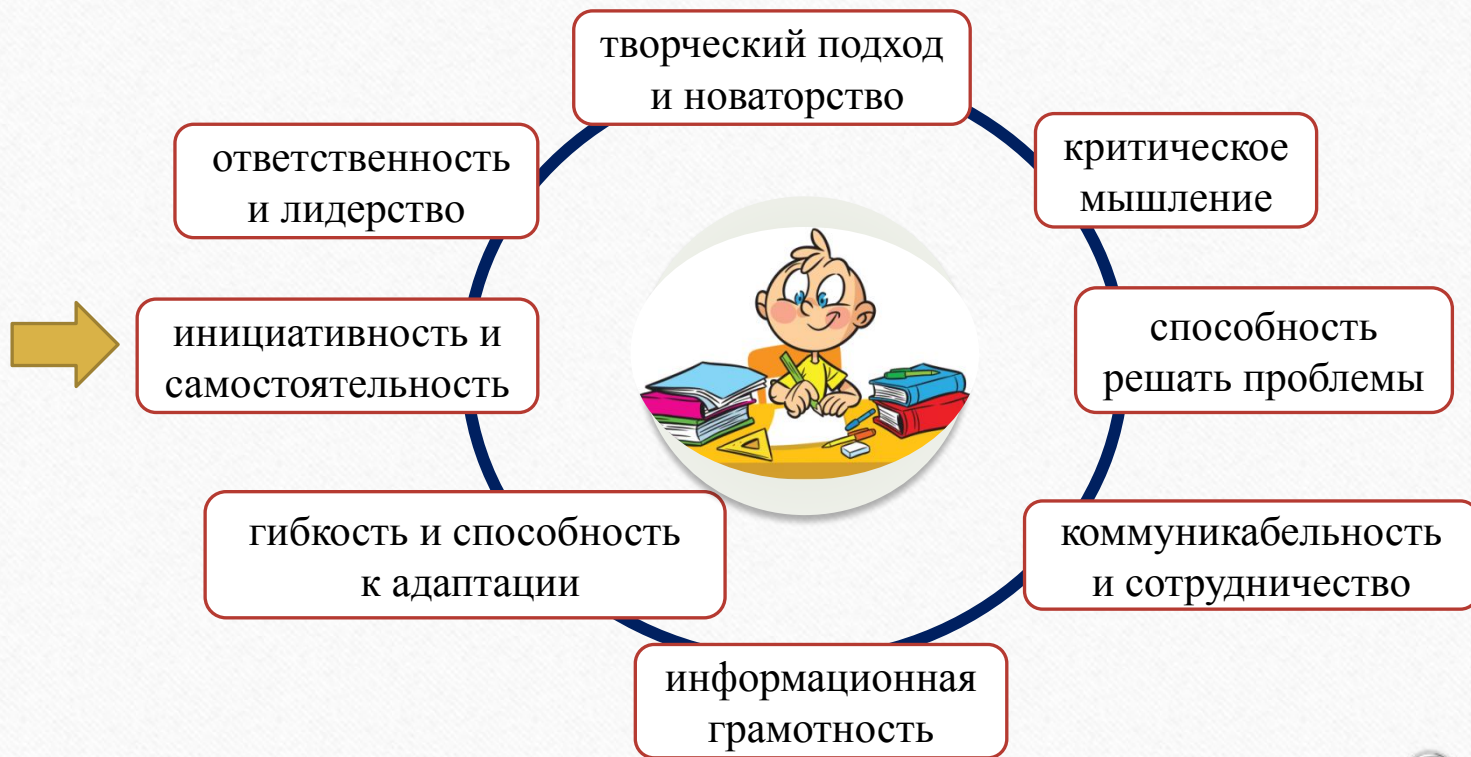 творческий подход
и новаторство
критическое
мышление
способность
решать проблемы
коммуникабельность
и сотрудничество
информационная
грамотность
гибкость и способность
к адаптации
инициативность и
самостоятельность
ответственность
и лидерство